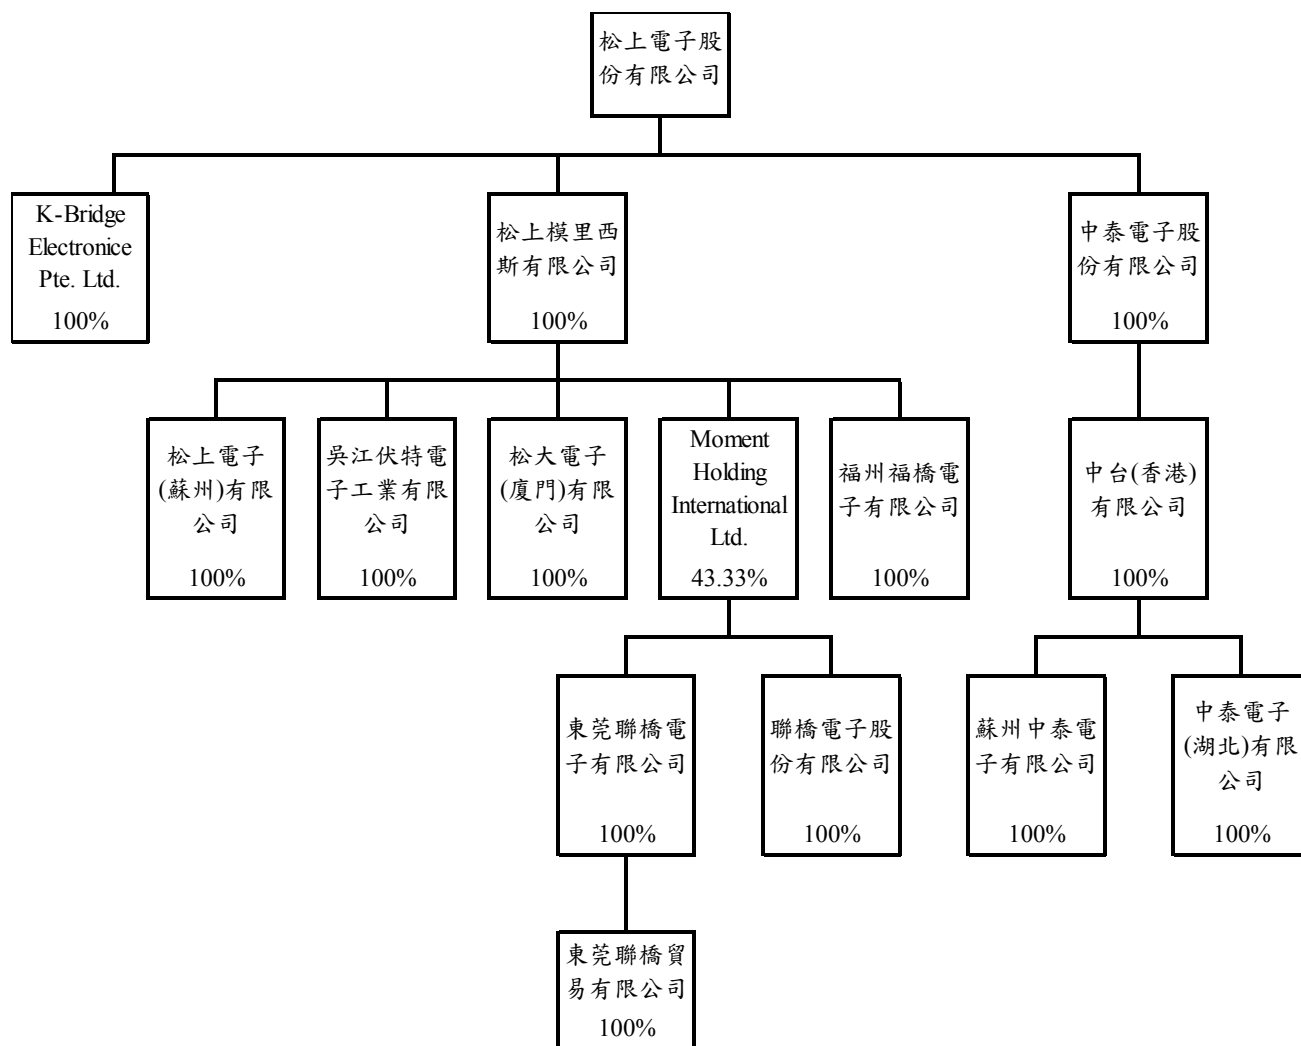 松上電子股
份有限公司
K-Bridge
Electronice
Pte. Ltd.
100%
松上模里西
斯有限公司
100%
中泰電子股
份有限公司
100%
松上電子
(蘇州)有限
公司
100%
吳江伏特電
子工業有限
公司
100%
松大電子
(廈門)有限
公司
100%
Moment
Holding
International
Ltd.
43.33%
福州福橋電
子有限公司
100%
中台(香港)
有限公司
100%
東莞聯橋電
子有限公司
100%
聯橋電子股
份有限公司
100%
蘇州中泰電
子有限公司
100%
中泰電子
(湖北)有限
公司
100%
東莞聯橋貿
易有限公司
100%